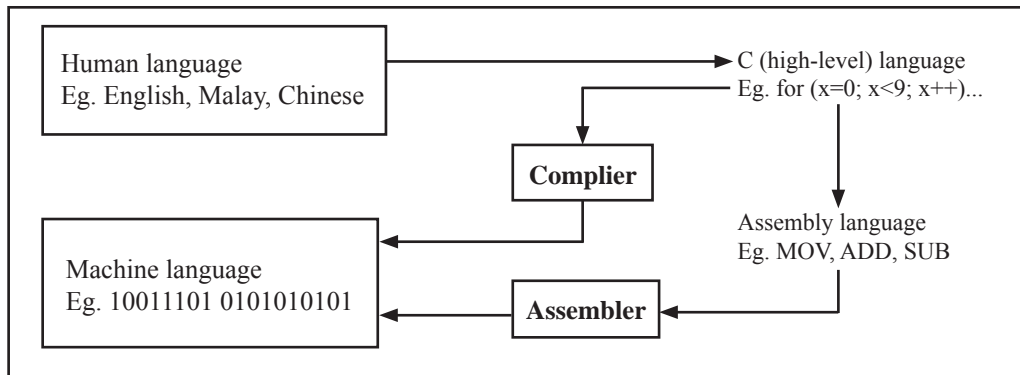 Human language
Eg. English, Malay, Chinese
C (high-level) language
Eg. for (x=0; x<9; x++)...
Complier
Assembly language
Eg. MOV, ADD, SUB
Machine language
Eg. 10011101 0101010101
Assembler